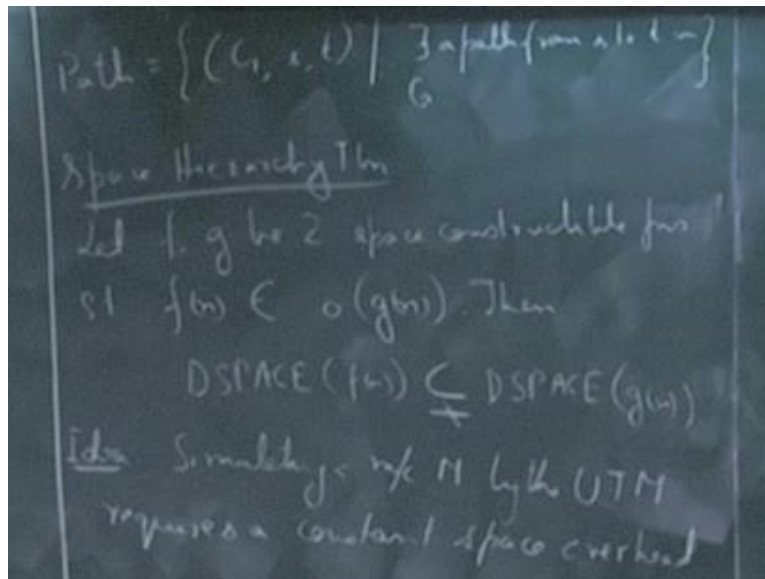 Path = { (G, s, t) | ∃ a path from s to t in
G }
Space Hierarchy Thm
Let f, g be 2 space constructible fns
st f(n) ∈ o(g(n)). Then
DSPACE (f(n)) ⊊ DSPACE (g(n))
Idea Simulating a m/c M by the UTM
requires a constant space overhead